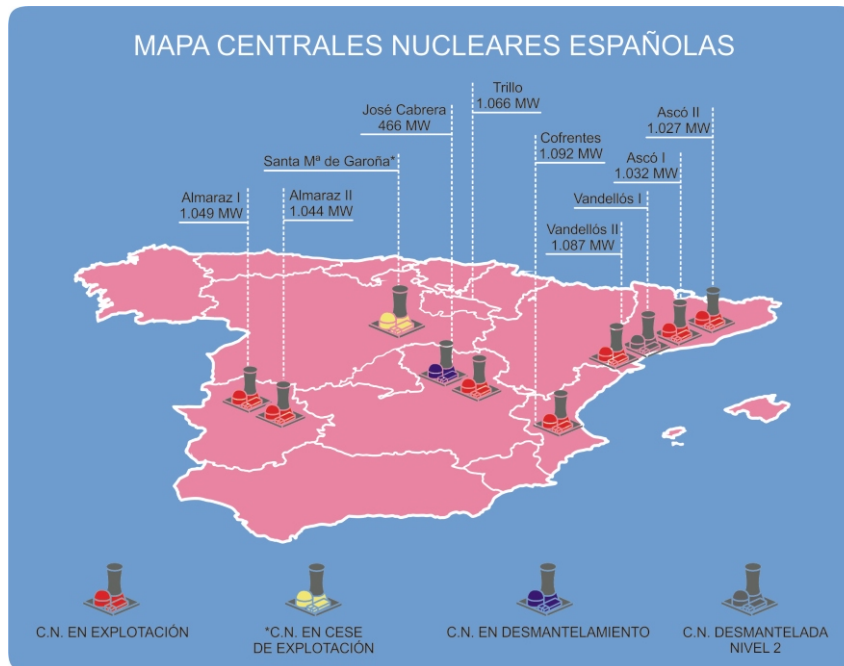 MAPA CENTRALES NUCLEARES ESPAÑOLAS
Trillo
1.066 MW
José Cabrera
466 MW
Ascó II
1.027 MW
Cofrentes
1.092 MW
Santa Mª de Garoña*
Ascó I
1.032 MW
Almaraz I
1.049 MW
Almaraz II
1.044 MW
Vandellós I
Vandellós II
1.087 MW
C.N. EN EXPLOTACIÓN
*C.N. EN CESE
DE EXPLOTACIÓN
C.N. EN DESMANTELAMIENTO
C.N. DESMANTELADA
NIVEL 2